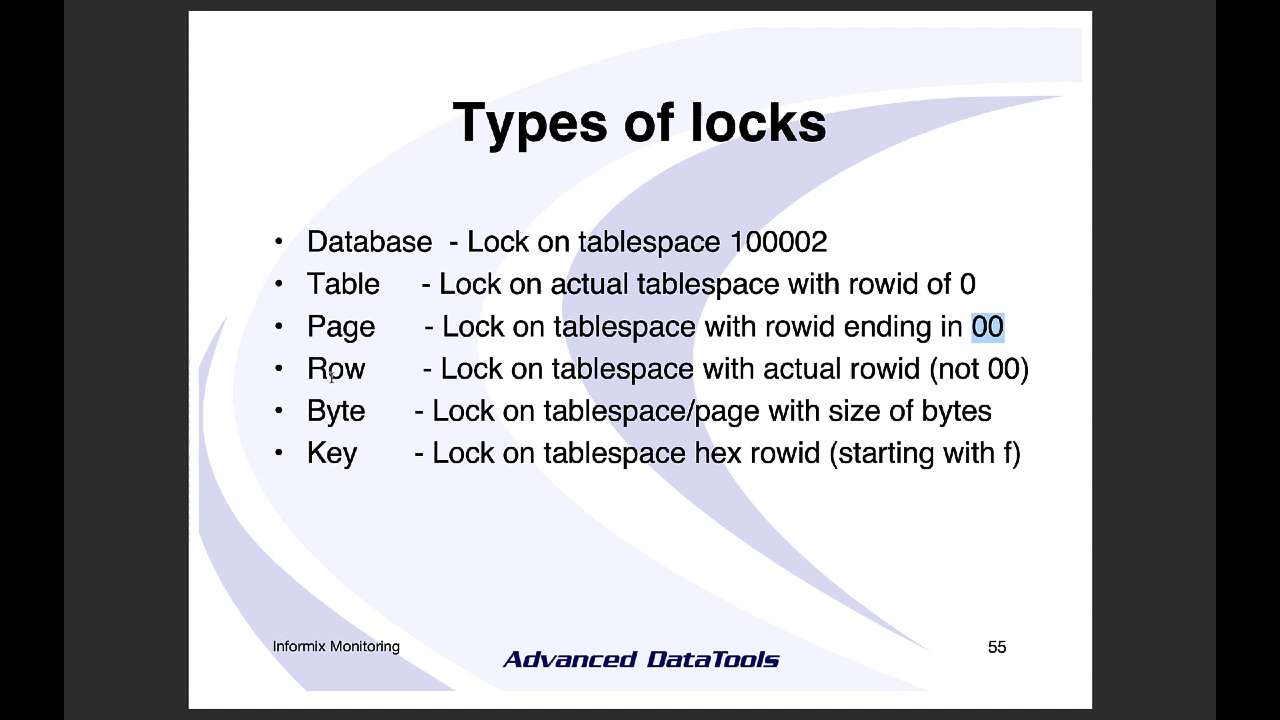 Types of locks
• Database - Lock on tablespace 100002
• Table - Lock on actual tablespace with rowid of 0
• Page - Lock on tablespace with rowid ending in 00
• Row - Lock on tablespace with actual rowid (not 00)
• Byte - Lock on tablespace/page with size of bytes
• Key - Lock on tablespace hex rowid (starting with f)
Informix Monitoring
Advanced DataTools
55